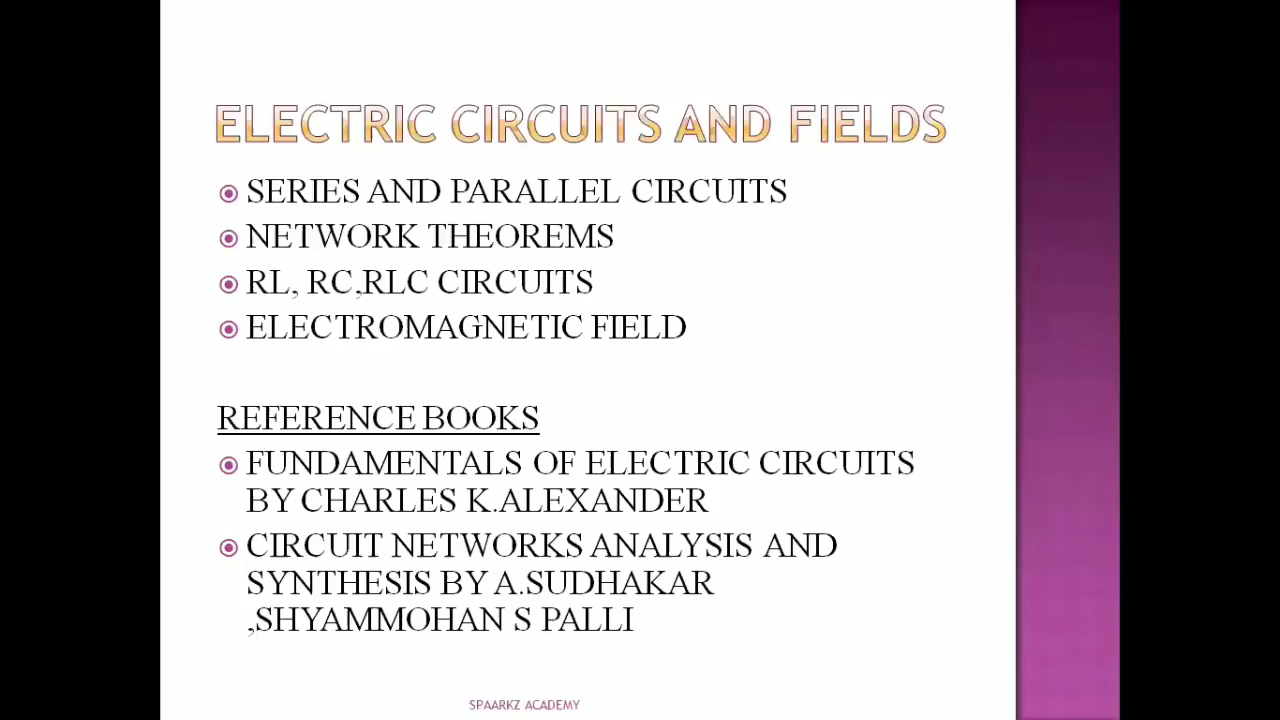 ELECTRIC CIRCUITS AND FIELDS
SERIES AND PARALLEL CIRCUITS
NETWORK THEOREMS
RL, RC,RLC CIRCUITS
ELECTROMAGNETIC FIELD
REFERENCE BOOKS
FUNDAMENTALS OF ELECTRIC CIRCUITS
BY CHARLES K.ALEXANDER
CIRCUIT NETWORKS ANALYSIS AND
SYNTHESIS BY A.SUDHAKAR
,SHYAMMOHAN S PALLI
SPAARKZ ACADEMY